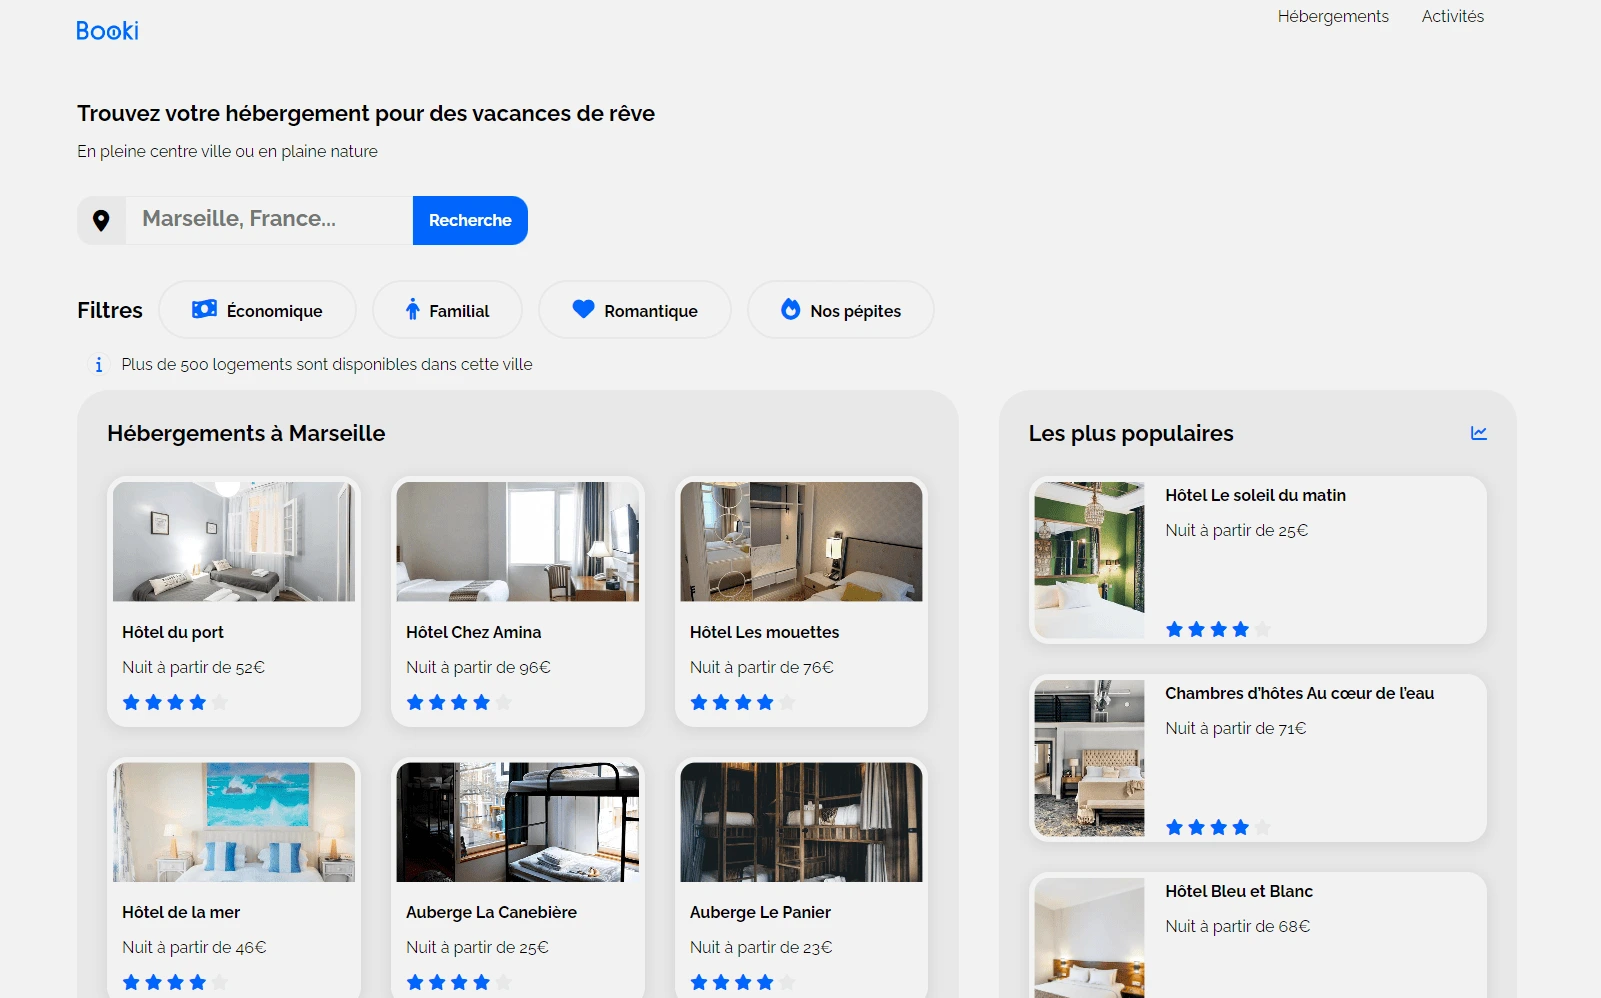 Booki
Hébergements
Activités
Trouvez votre hébergement pour des vacances de rêve
En pleine centre ville ou en plaine nature
Marseille, France...
Recherche
Filtres
Économique
Familial
Romantique
Nos pépites
Plus de 500 logements sont disponibles dans cette ville
Hébergements à Marseille
Hôtel du port
Nuit à partir de 52€
Hôtel Chez Amina
Nuit à partir de 96€
Hôtel Les mouettes
Nuit à partir de 76€
Hôtel de la mer
Nuit à partir de 46€
Auberge La Canebière
Nuit à partir de 25€
Auberge Le Panier
Nuit à partir de 23€
Les plus populaires
Hôtel Le soleil du matin
Nuit à partir de 25€
Chambres d’hôtes Au cœur de l’eau
Nuit à partir de 71€
Hôtel Bleu et Blanc
Nuit à partir de 68€